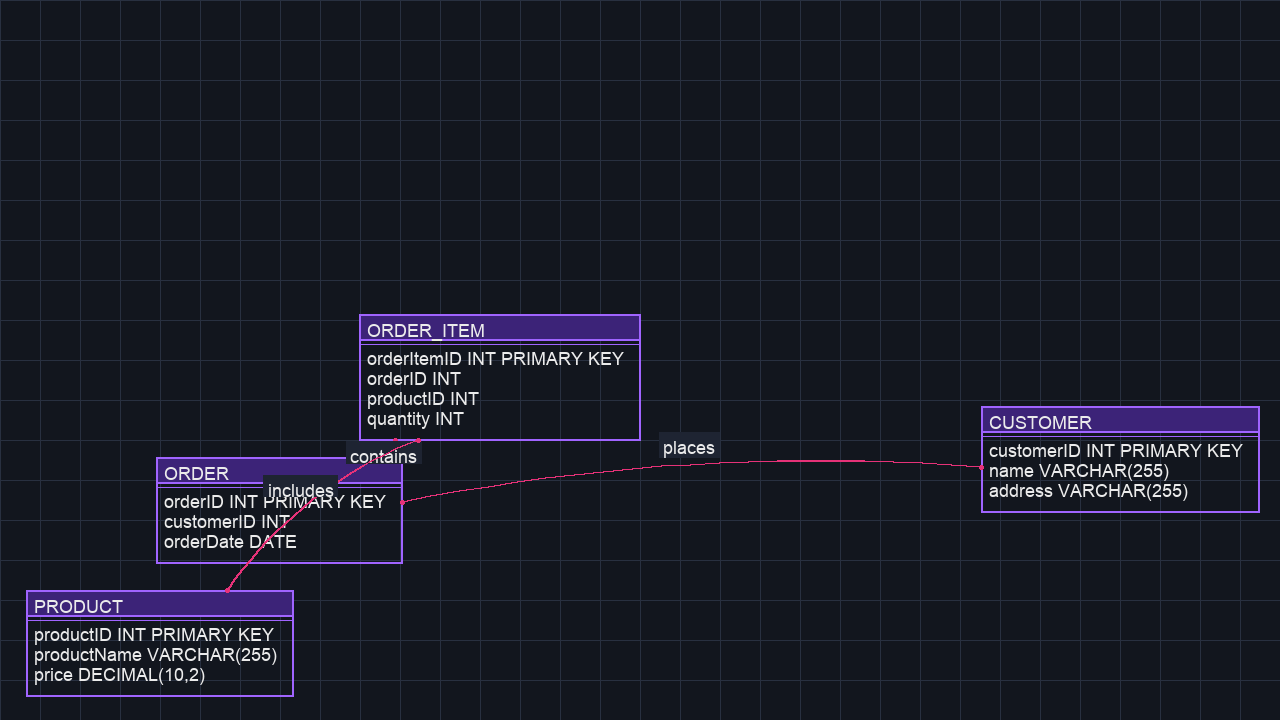 ORDER_ITEM
orderItemID INT PRIMARY KEY
orderID INT
productID INT
quantity INT
CUSTOMER
customerID INT PRIMARY KEY
name VARCHAR(255)
address VARCHAR(255)
places
contains
ORDER
includes
orderID INT PRIMARY KEY
customerID INT
orderDate DATE
PRODUCT
productID INT PRIMARY KEY
productName VARCHAR(255)
price DECIMAL(10,2)